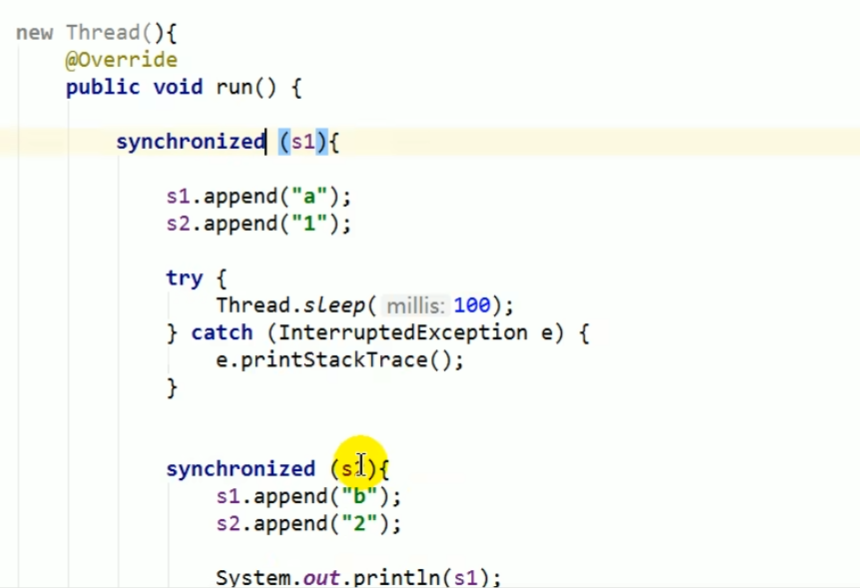 new Thread(){
@Override
public void run() {
synchronized (s1){
s1.append("a");
s2.append("1");
try {
Thread.sleep( millis: 100);
} catch (InterruptedException e) {
e.printStackTrace();
}
synchronized (s2){
s1.append("b");
s2.append("2");
System.out.println(s1);